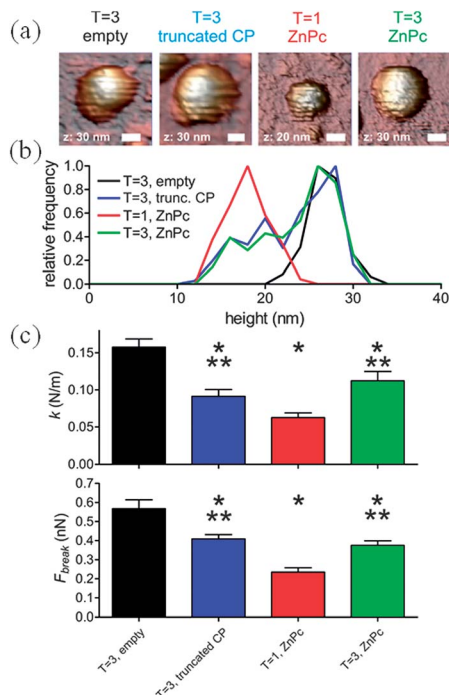 (a)
T=3
empty
T=3
truncated CP
T=1
ZnPc
T=3
ZnPc
z: 30 nm
z: 30 nm
z: 20 nm
z: 30 nm
(b)
relative frequency
1.0
0.8
0.6
0.4
0.2
0.0
T=3, empty
T=3, trunc. CP
T=1, ZnPc
T=3, ZnPc
0 10 20 30 40
height (nm)
(c)
k (N/m)
0.15
0.10
0.05
0.00
* * *
** **
F break (nN)
0.7
0.6
0.5
0.4
0.3
0.2
0.1
0.0
* * *
** **
T=3, empty
T=3, truncated CP
T=1, ZnPc
T=3, ZnPc